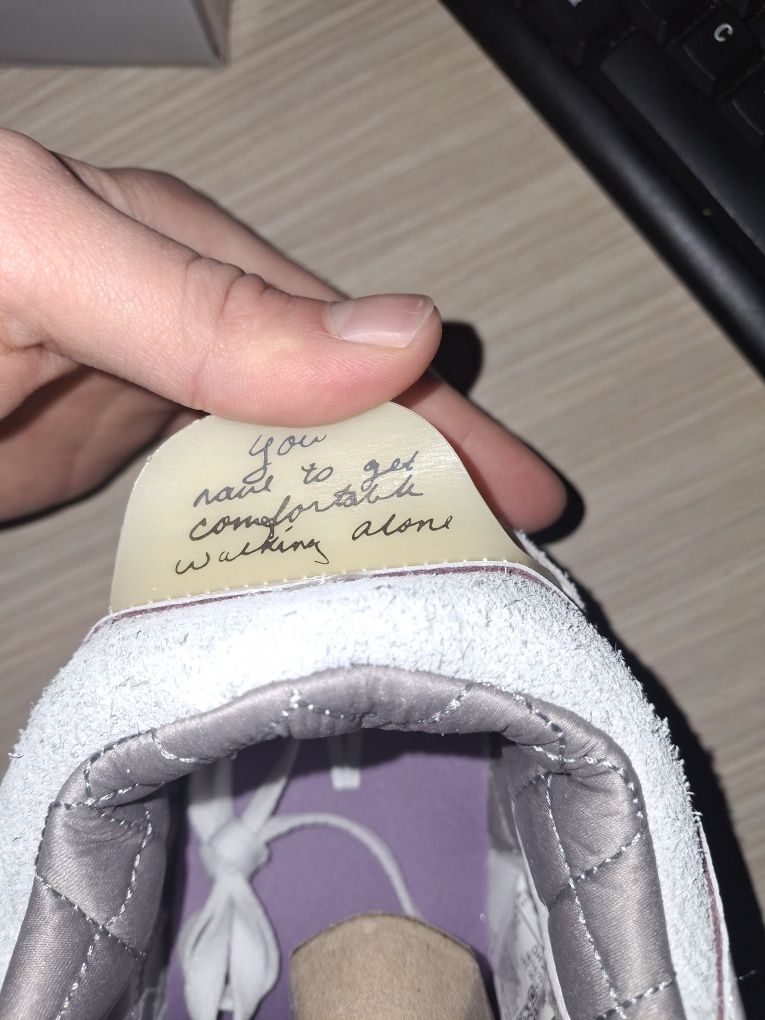 you
have to get
comfortable
walking alone
C